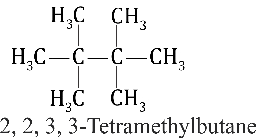 H₃C CH₃
H₃C—C—C—CH₃
H₃C CH₃
2, 2, 3, 3-Tetramethylbutane